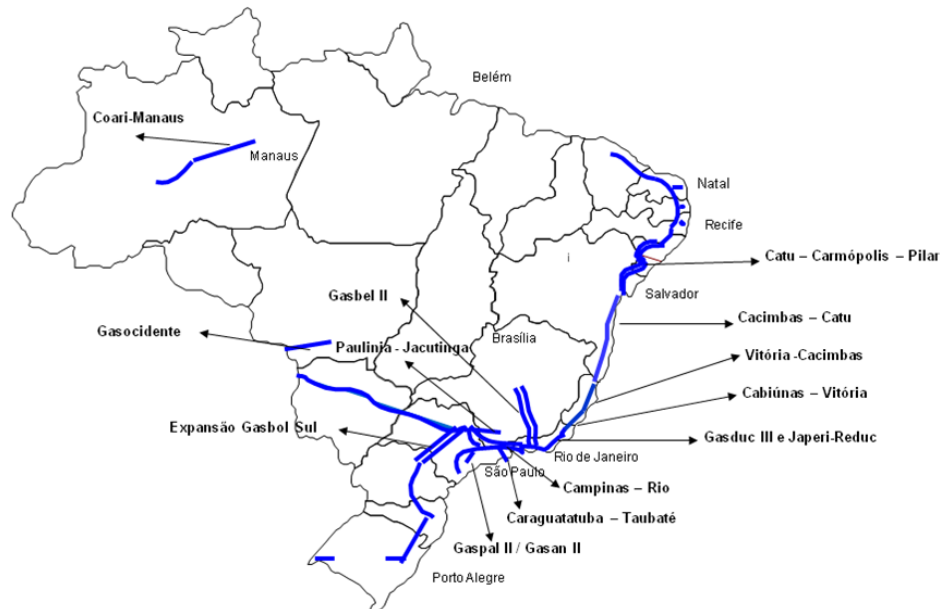 Belém
Coari-Manaus
Manaus
Natal
Recife
Catu – Carmópolis – Pilar
Gasbel II
Salvador
Cacimbas – Catu
Gasocidente
Brasília
Paulinia - Jacutinga
Vitória -Cacimbas
Cabiúnas – Vitória
Expansão Gasbol Sul
Gasduc III e Japeri-Reduc
Rio de Janeiro
São Paulo
Campinas – Rio
Caraguatatuba – Taubaté
Gaspal II / Gasan II
Porto Alegre